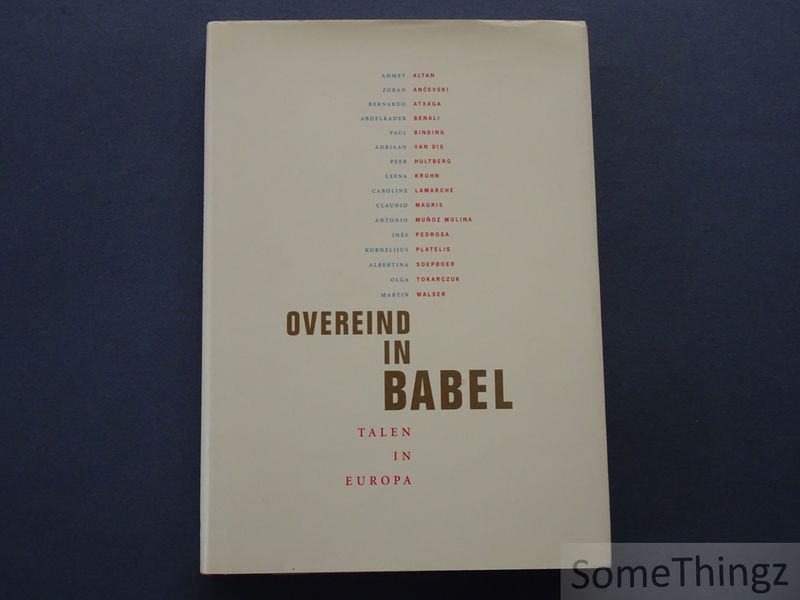 AHMET ALTAN
ZORAN ANČEVSKI
BERNARDO ATXAGA
ABDELKADER BENALI
PAUL BINDING
ADRIAAN VAN DIS
PEER HULTBERG
LEENA KROHN
CAROLINE LAMARCHE
CLAUDIO MAGRIS
ANTONIO MUÑOZ MOLINA
INÊS PEDROSA
KORNELIJUS PLATELIS
ALBERTINA SOEPBOER
OLGA TOKARCZUK
MARTIN WALSER
OVEREIND
IN
BABEL
TALEN
IN
EUROPA
SomeThingz